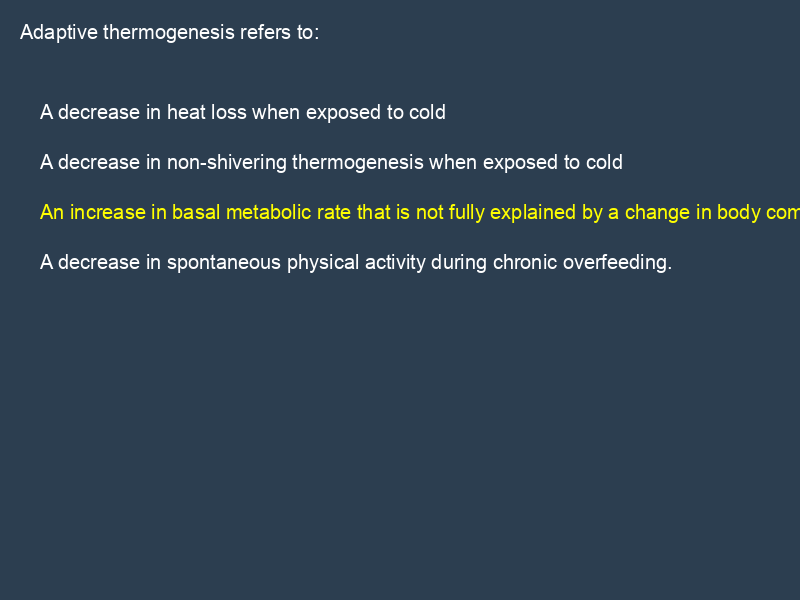 Adaptive thermogenesis refers to:
A decrease in heat loss when exposed to cold
A decrease in non-shivering thermogenesis when exposed to cold
An increase in basal metabolic rate that is not fully explained by a change in body
A decrease in spontaneous physical activity during chronic overfeeding.